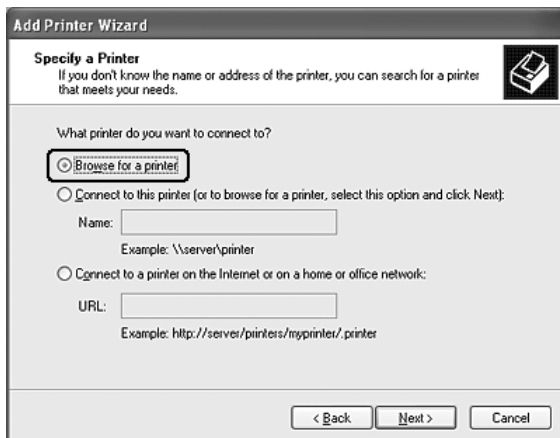 Add Printer Wizard
Specify a Printer
If you don't know the name or address of the printer, you can search for a printer
that meets your needs.
What printer do you want to connect to?
Browse for a printer
Connect to this printer (or to browse for a printer, select this option and click Next):
Name:
Example: \\server\printer
Connect to a printer on the Internet or on a home or office network:
URL:
Example: http://server/printers/myprinter/.printer
< Back
Next >
Cancel